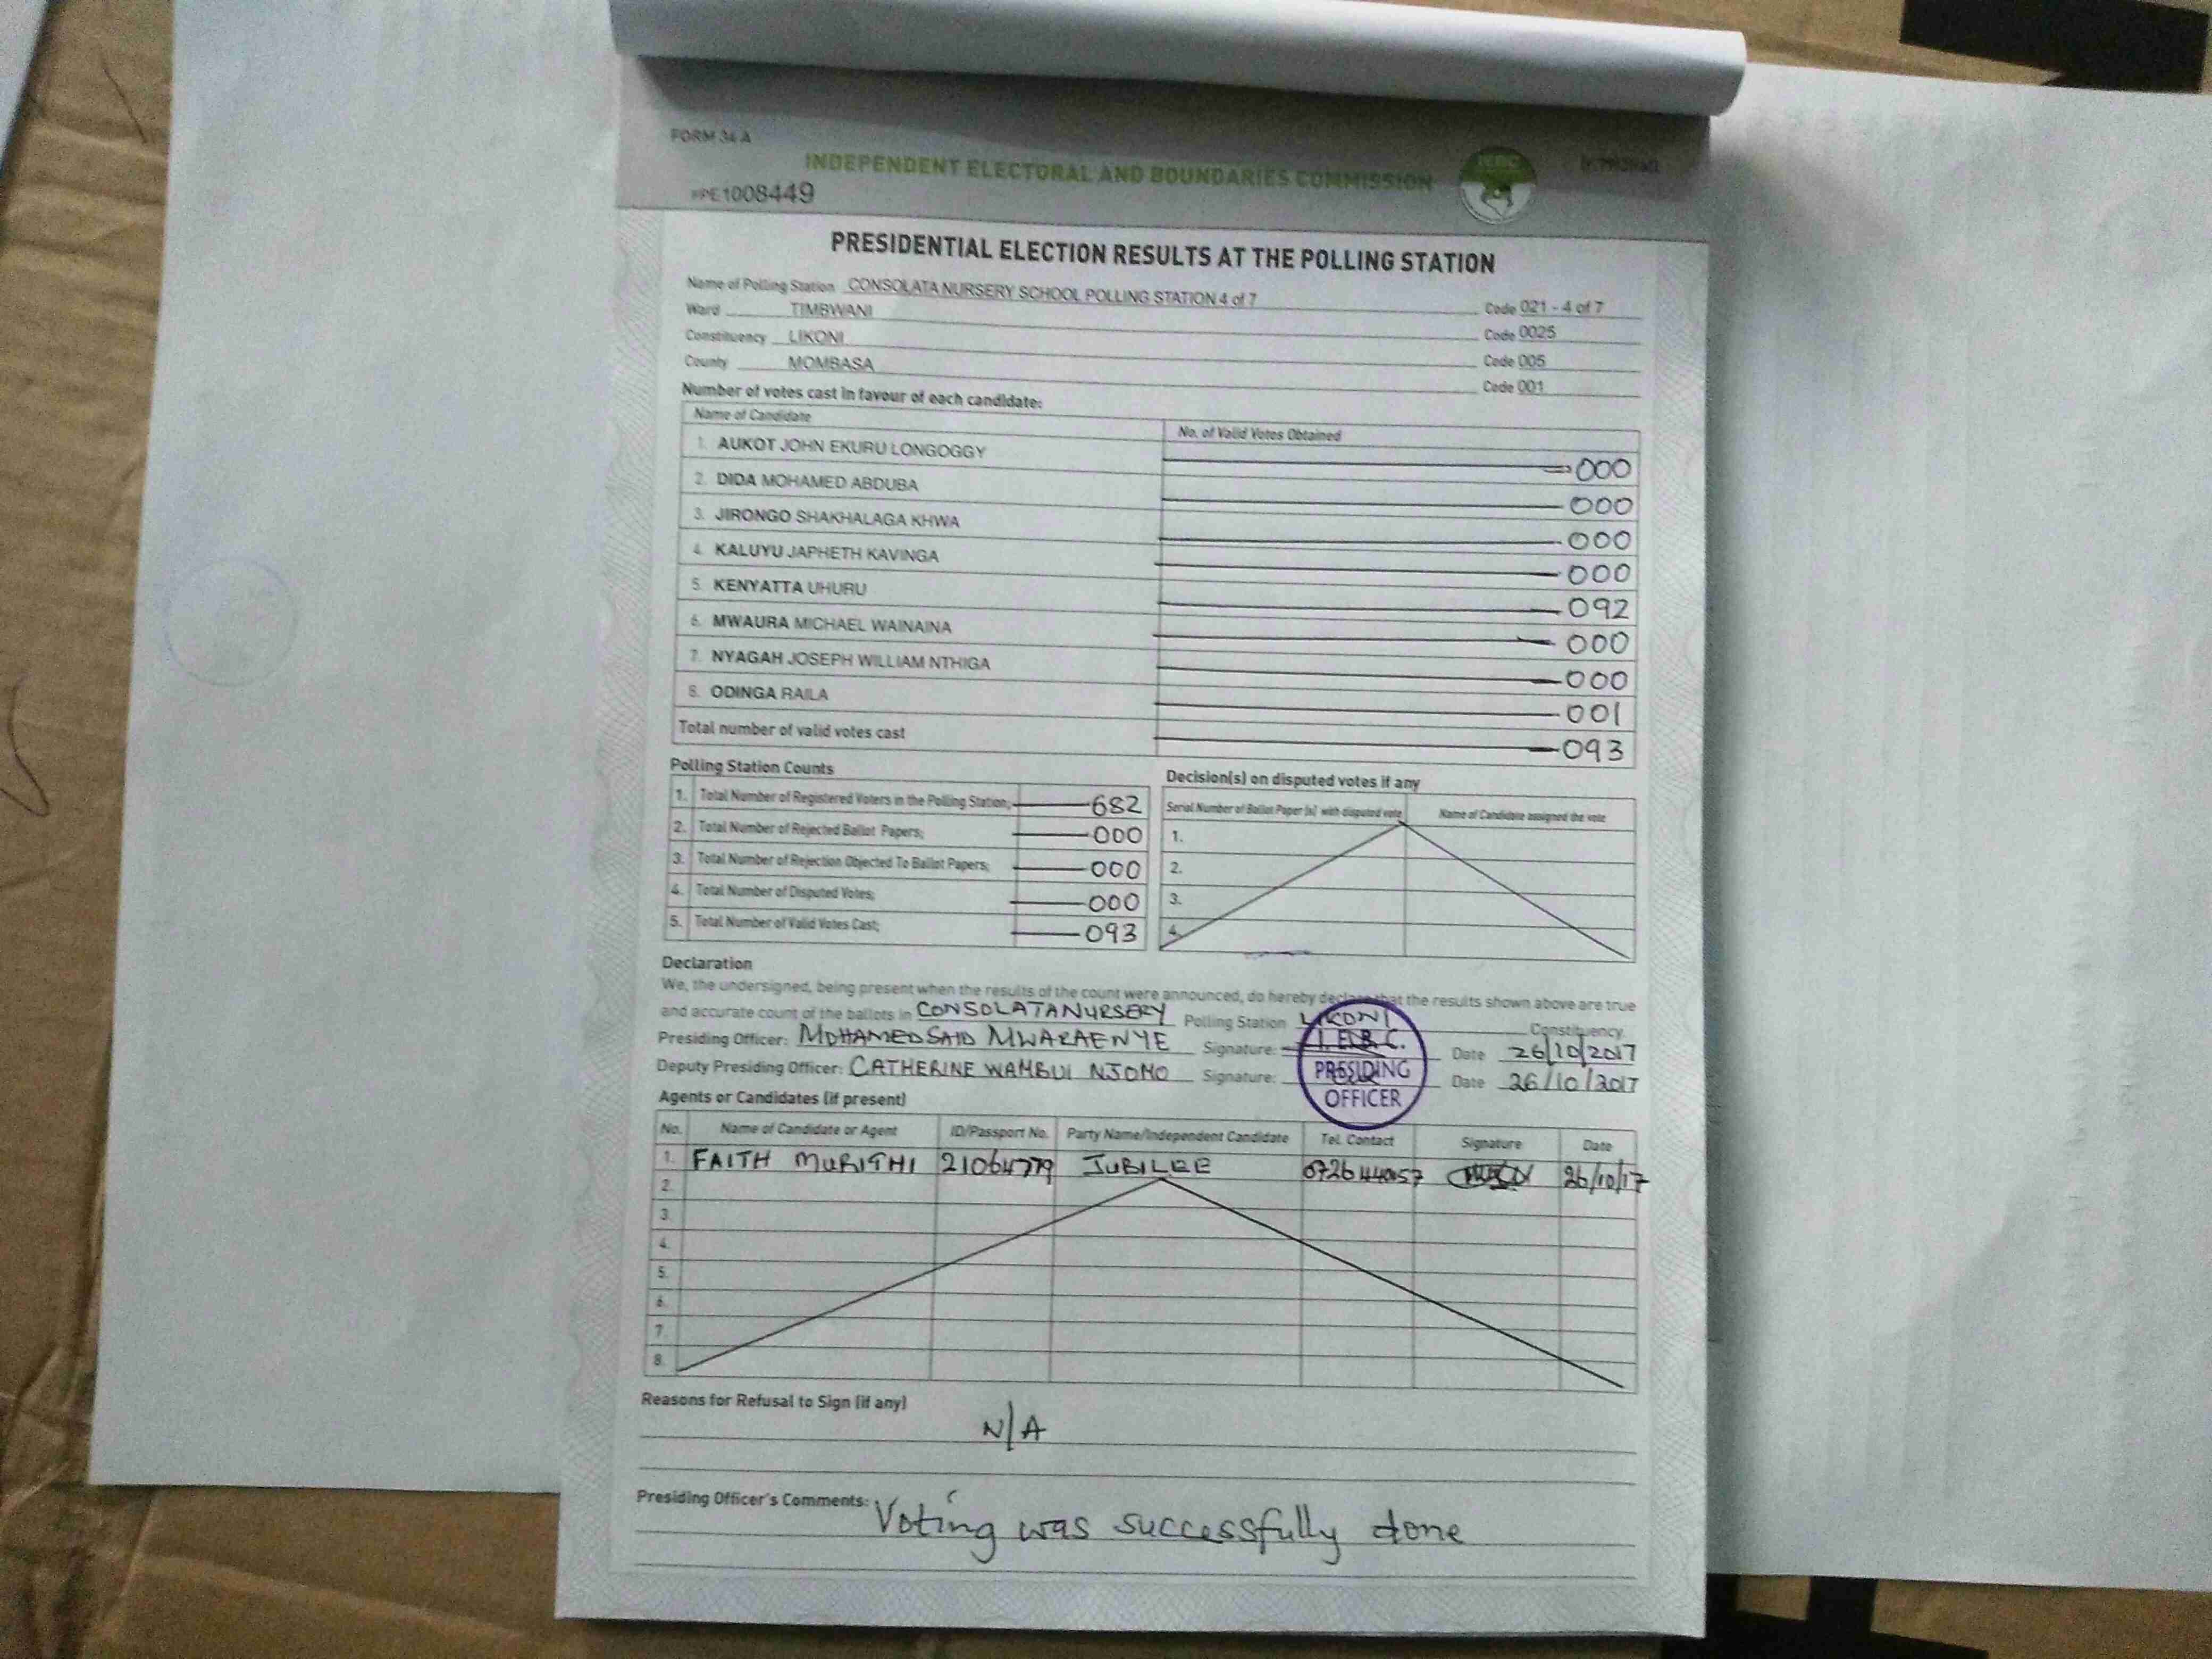 FORM 34 A
INDEPENDENT ELECTORAL AND BOUNDARIES COMMISSION
PPE1008449
PRESIDENTIAL ELECTION RESULTS AT THE POLLING STATION
Name of Polling Station CONSOLATA NURSERY SCHOOL POLLING STATION 4 of 7 Code 021 - 4 of 7
Ward TIMBWANI Code 0025
Constituency LIKONI Code 005
County MOMBASA Code 001
Number of votes cast in favour of each candidate:
Name of Candidate No. of Valid Votes Obtained
1. AUKOT JOHN EKURU LONGOGGY 000
2. DIDA MOHAMED ABDUBA 000
3. JIRONGO SHAKHALAGA KHWA 000
4. KALUYU JAPHETH KAVINGA 000
5. KENYATTA UHURU 092
6. MWAURA MICHAEL WAINAINA 000
7. NYAGAH JOSEPH WILLIAM NTHIGA 000
8. ODINGA RAILA 001
Total number of valid votes cast 093
Polling Station Counts
1. Total Number of Registered Voters in the Polling Station; 682
2. Total Number of Rejected Ballot Papers; 000
3. Total Number of Rejection Objected To Ballot Papers; 000
4. Total Number of Disputed Votes; 000
5. Total Number of Valid Votes Cast; 093
Decision(s) on disputed votes if any
Serial Number of Ballot Paper (s) with disputed vote Name of Candidate assigned the vote
1.
2.
3.
4.
Declaration
We, the undersigned, being present when the results of the count were announced, do hereby declare that the results shown above are true
and accurate count of the ballots in CONSOLATA NURSERY Polling Station LIKONI Constituency.
Presiding Officer: MOHAMED SAID MWARAENYE Signature: Date 26/10/2017
Deputy Presiding Officer: CATHERINE WAMBUI NJOMO Signature: Date 26/10/2017
I.E.B.C.
PRESIDING
OFFICER
Agents or Candidates (if present)
No. Name of Candidate or Agent ID/Passport No. Party Name/Independent Candidate Tel. Contact Signature Date
1. FAITH MURITHI 21064779 JUBILEE 26/10/17
2.
3.
4.
5.
6.
7.
8.
Reasons for Refusal to Sign (if any)
N/A
Presiding Officer's Comments: Voting was successfully done